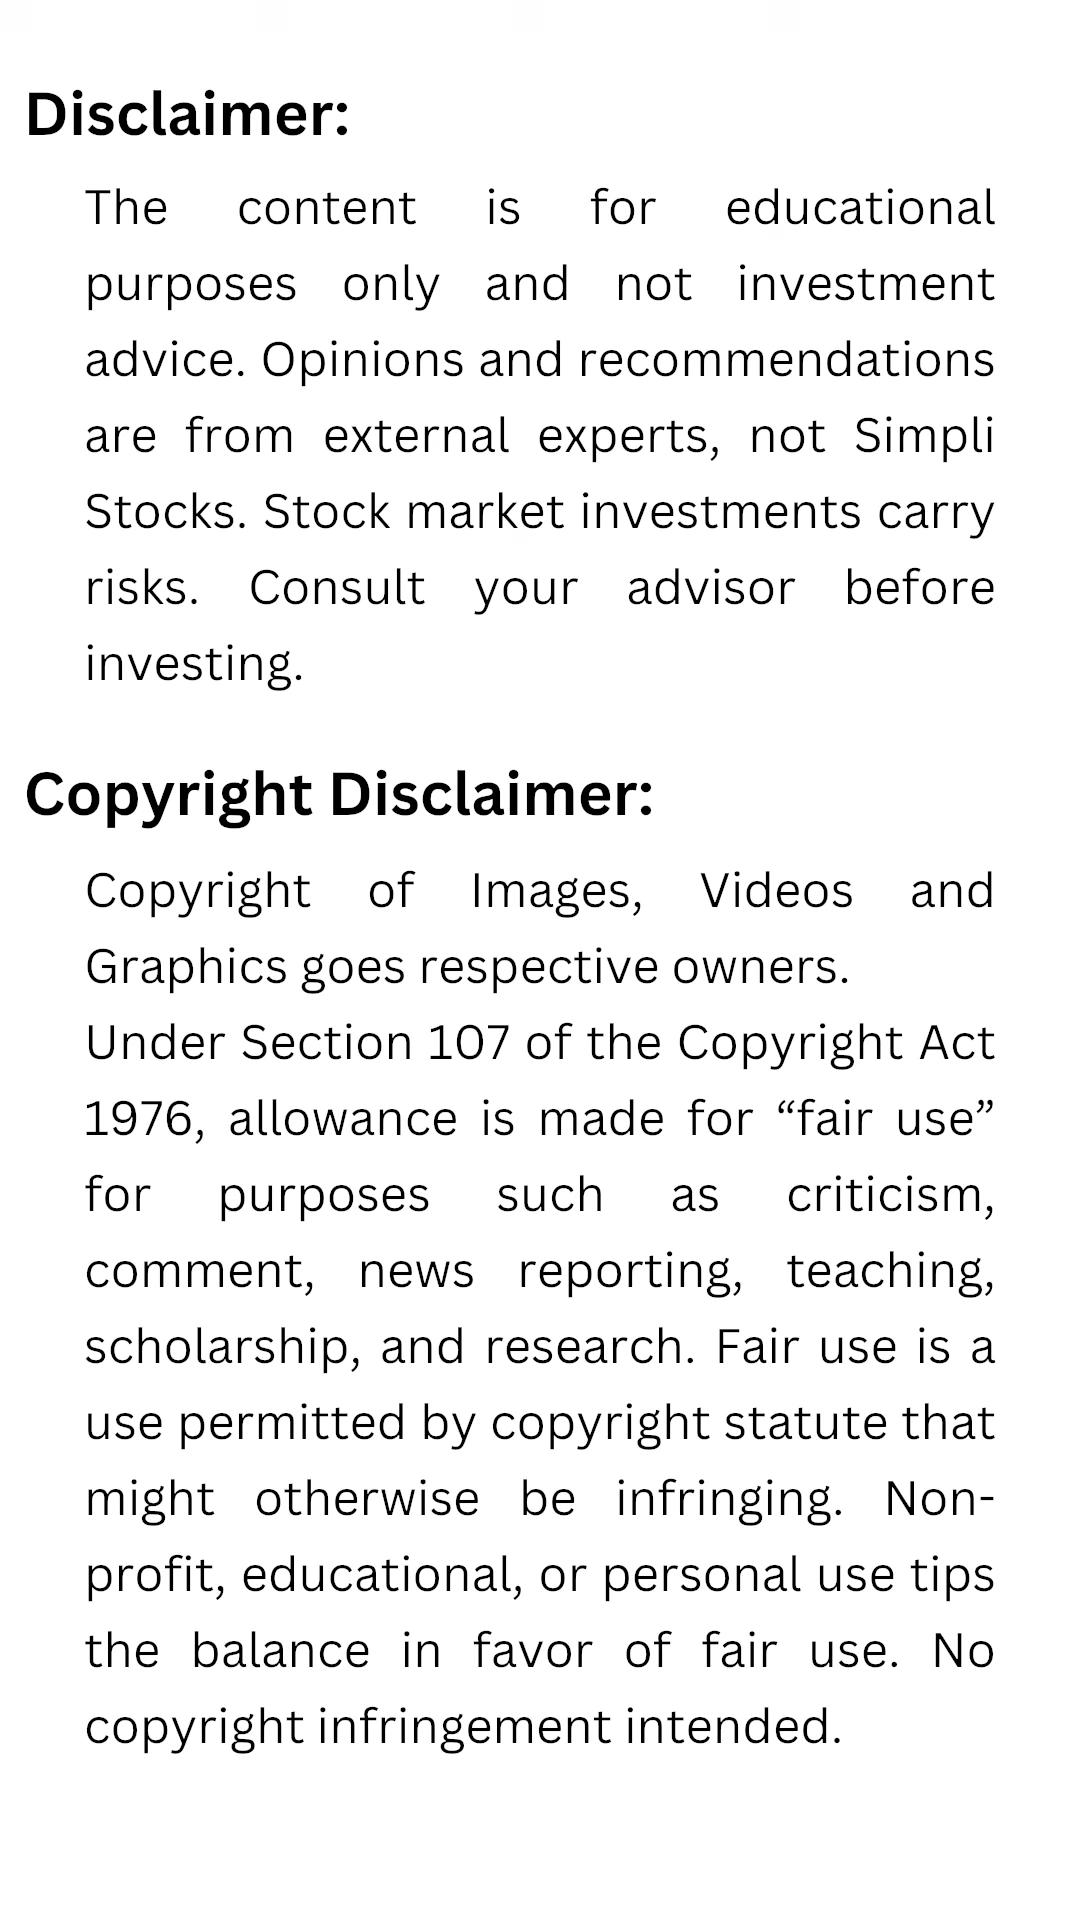 Disclaimer:
The content is for educational
purposes only and not investment
advice. Opinions and recommendations
are from external experts, not Simpli
Stocks. Stock market investments carry
risks. Consult your advisor before
investing.
Copyright Disclaimer:
Copyright of Images, Videos and
Graphics goes respective owners.
Under Section 107 of the Copyright Act
1976, allowance is made for “fair use”
for purposes such as criticism,
comment, news reporting, teaching,
scholarship, and research. Fair use is a
use permitted by copyright statute that
might otherwise be infringing. Non-
profit, educational, or personal use tips
the balance in favor of fair use. No
copyright infringement intended.